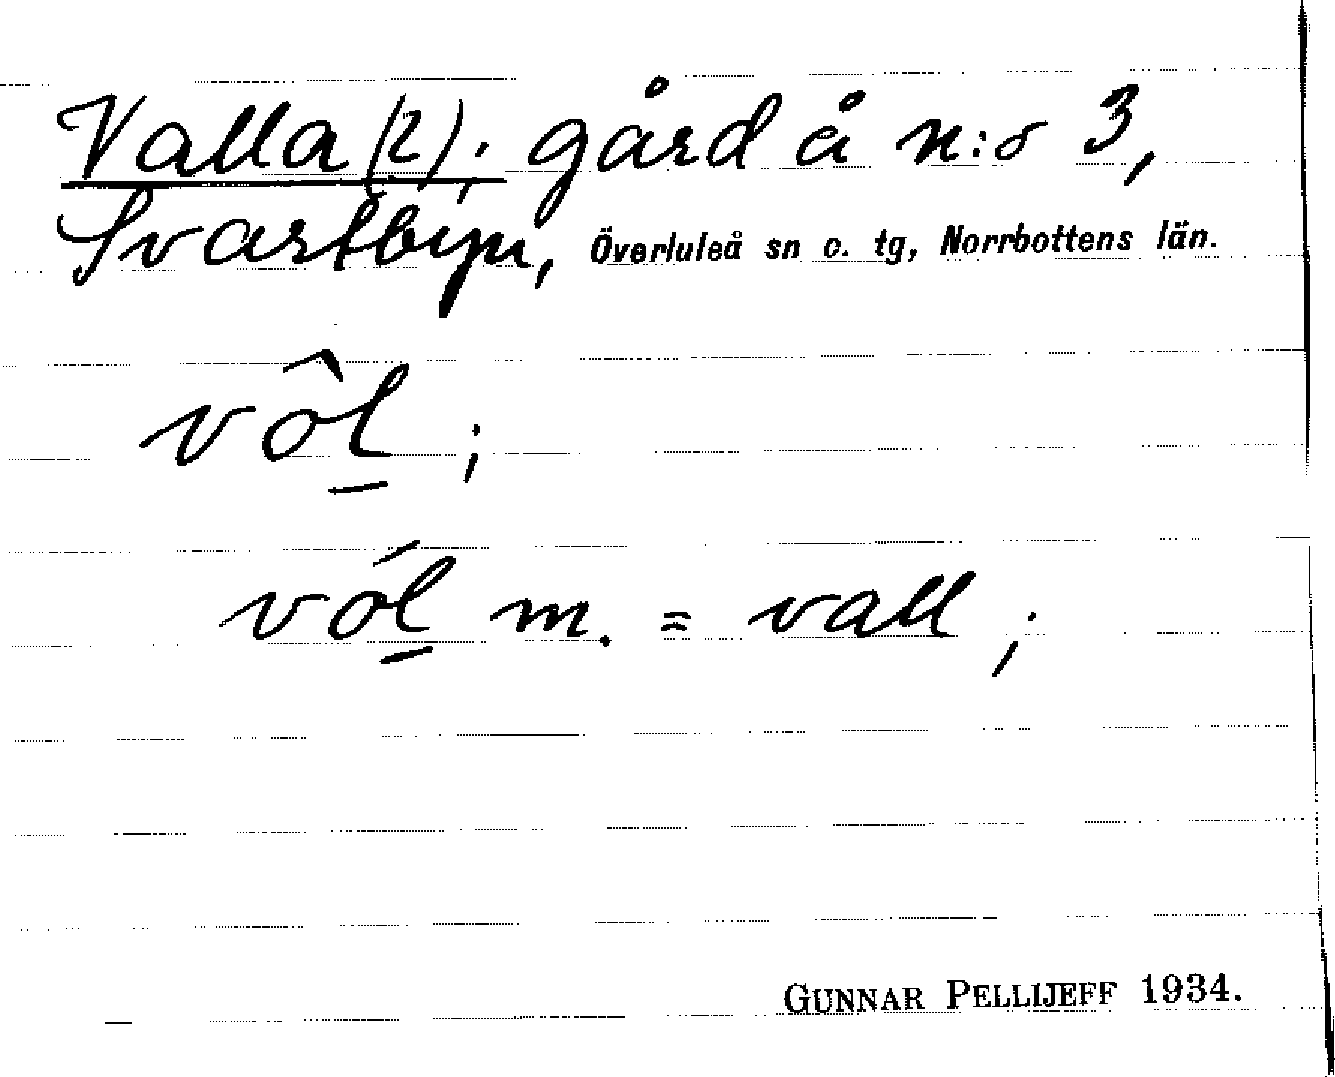 Valla (2); gård å n:o 3,
Svartbyn, Överluleå sn o. tg, Norrbottens län.
vôl̲ ;
vól̲ m. = vall ;
GUNNAR PELLIJEFF 1934.